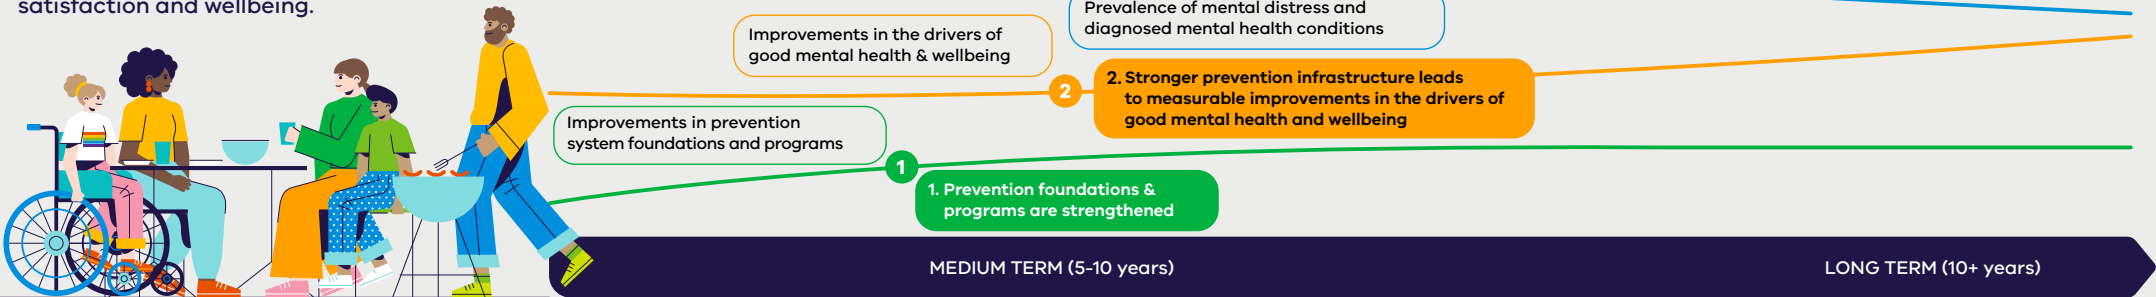 satisfaction and wellbeing.
Improvements in the drivers of
good mental health & wellbeing
Prevalence of mental distress and
diagnosed mental health conditions
2
2. Stronger prevention infrastructure leads
to measurable improvements in the drivers of
good mental health and wellbeing
Improvements in prevention
system foundations and programs
1
1. Prevention foundations &
programs are strengthened
MEDIUM TERM (5-10 years)
LONG TERM (10+ years)